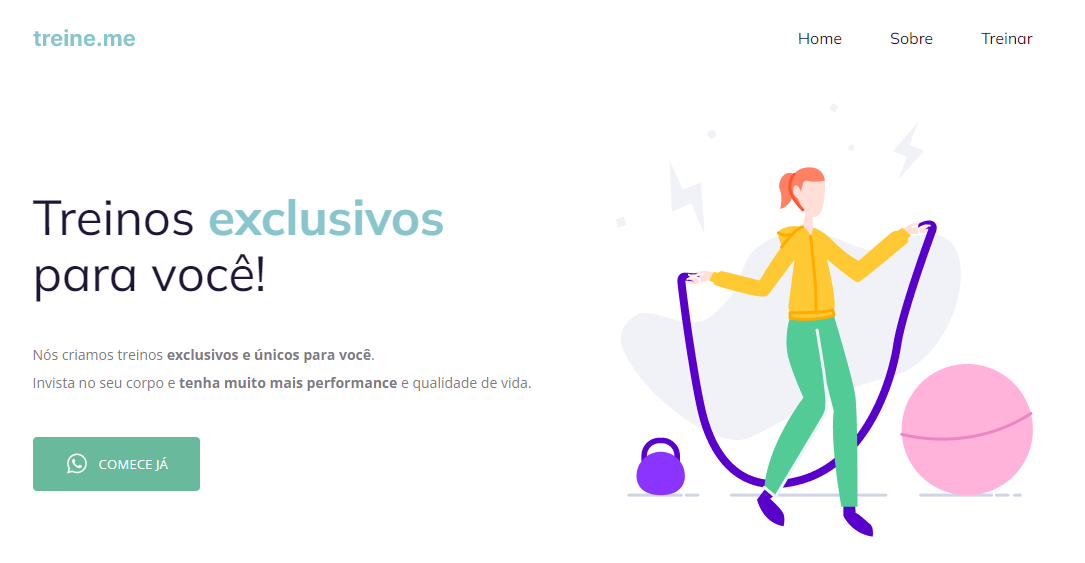 treine.me
Home Sobre Treinar
Treinos exclusivos
para você!
Nós criamos treinos exclusivos e únicos para você.
Invista no seu corpo e tenha muito mais performance e qualidade de vida.
COMECE JÁ